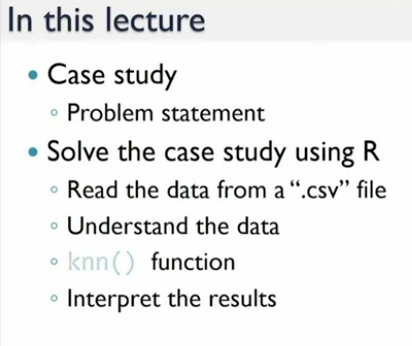 In this lecture
• Case study
◦ Problem statement
• Solve the case study using R
◦ Read the data from a “.csv” file
◦ Understand the data
◦ knn() function
◦ Interpret the results